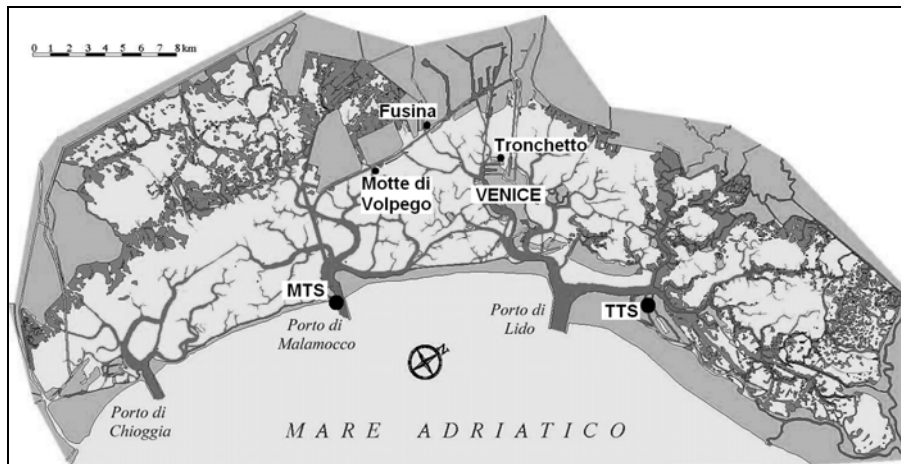 0 1 2 3 4 5 6 7 8
km
Fusina
Tronchetto
Motte di
Volpego
VENICE
MTS
Porto di
Malamocco
Porto di
Lido
TTS
N
Porto di
Chioggia
MARE ADRIATICO